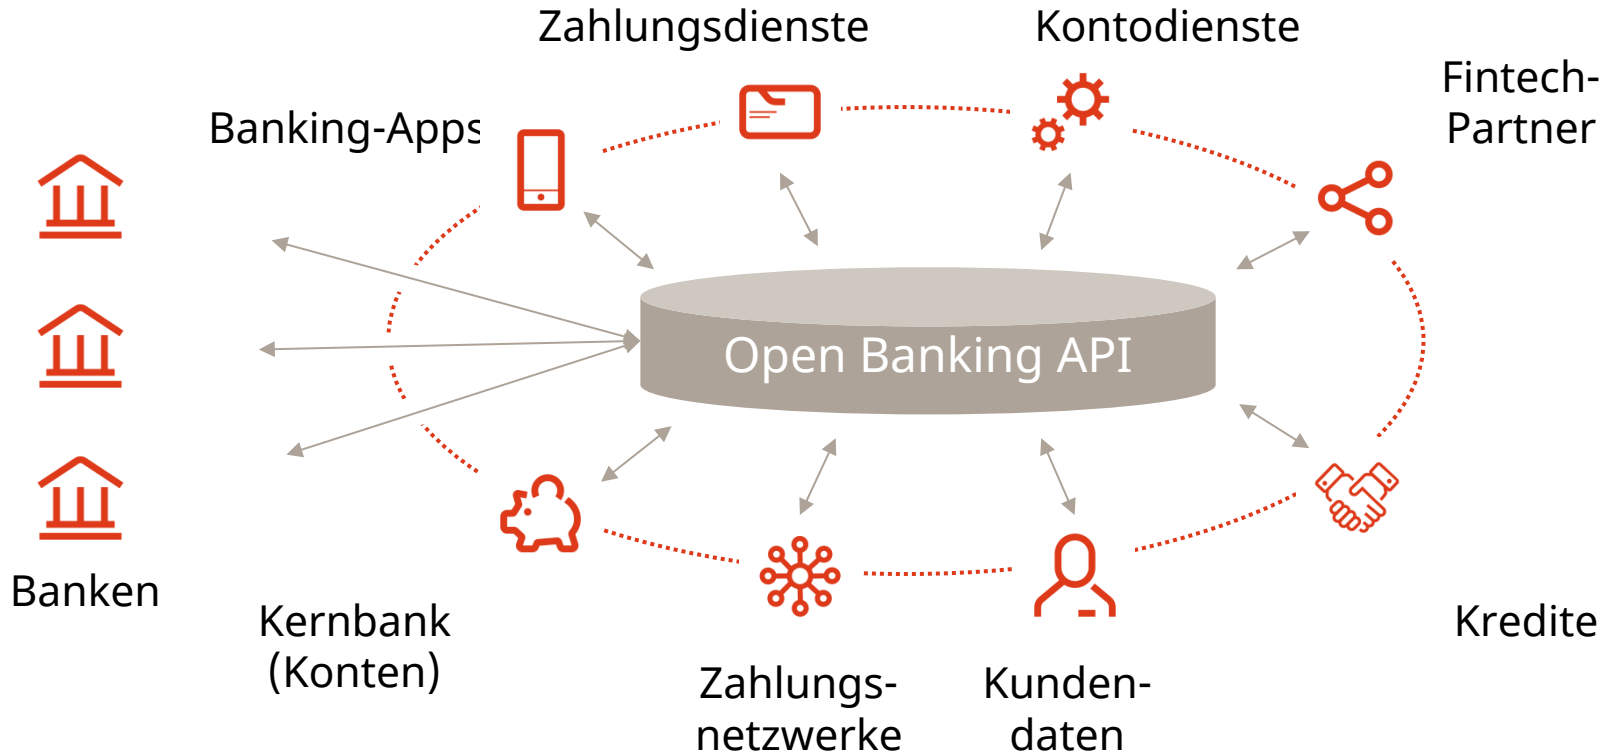 Zahlungsdienste
Kontodienste
Fintech-
Partner
Banking-Apps
Open Banking API
Banken
Kernbank
(Konten)
Kredite
Zahlungs-
netzwerke
Kunden-
daten